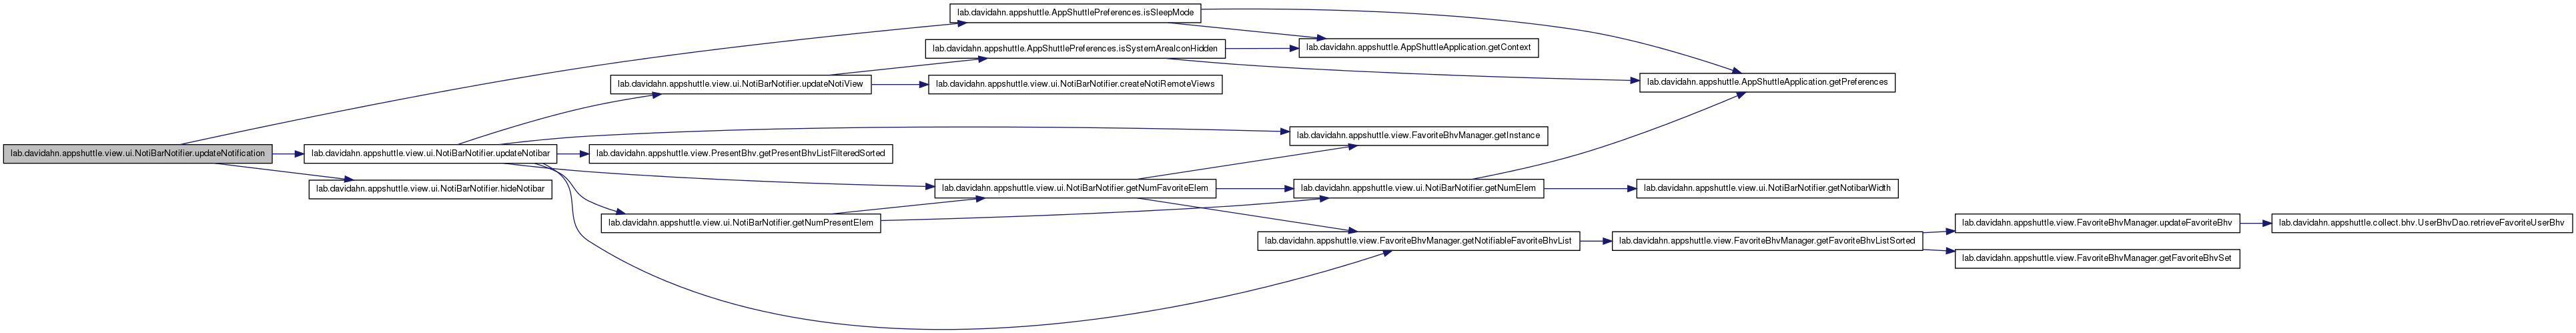 lab.davidahn.appshuttle.AppShuttlePreferences.isSleepMode
lab.davidahn.appshuttle.AppShuttlePreferences.isSystemAreaIconHidden
lab.davidahn.appshuttle.AppShuttleApplication.getContext
lab.davidahn.appshuttle.AppShuttleApplication.getPreferences
lab.davidahn.appshuttle.view.ui.NotiBarNotifier.updateNotiView
lab.davidahn.appshuttle.view.ui.NotiBarNotifier.createNotiRemoteViews
lab.davidahn.appshuttle.view.FavoriteBhvManager.getInstance
lab.davidahn.appshuttle.view.ui.NotiBarNotifier.updateNotification
lab.davidahn.appshuttle.view.ui.NotiBarNotifier.updateNotibar
lab.davidahn.appshuttle.view.PresentBhv.getPresentBhvListFilteredSorted
lab.davidahn.appshuttle.view.ui.NotiBarNotifier.hideNotibar
lab.davidahn.appshuttle.view.ui.NotiBarNotifier.getNumFavoriteElem
lab.davidahn.appshuttle.view.ui.NotiBarNotifier.getNumElem
lab.davidahn.appshuttle.view.ui.NotiBarNotifier.getNotibarWidth
lab.davidahn.appshuttle.view.ui.NotiBarNotifier.getNumPresentElem
lab.davidahn.appshuttle.view.FavoriteBhvManager.getNotifiableFavoriteBhvList
lab.davidahn.appshuttle.view.FavoriteBhvManager.getFavoriteBhvListSorted
lab.davidahn.appshuttle.view.FavoriteBhvManager.updateFavoriteBhv
lab.davidahn.appshuttle.collect.bhv.UserBhvDao.retrieveFavoriteUserBhv
lab.davidahn.appshuttle.view.FavoriteBhvManager.getFavoriteBhvSet